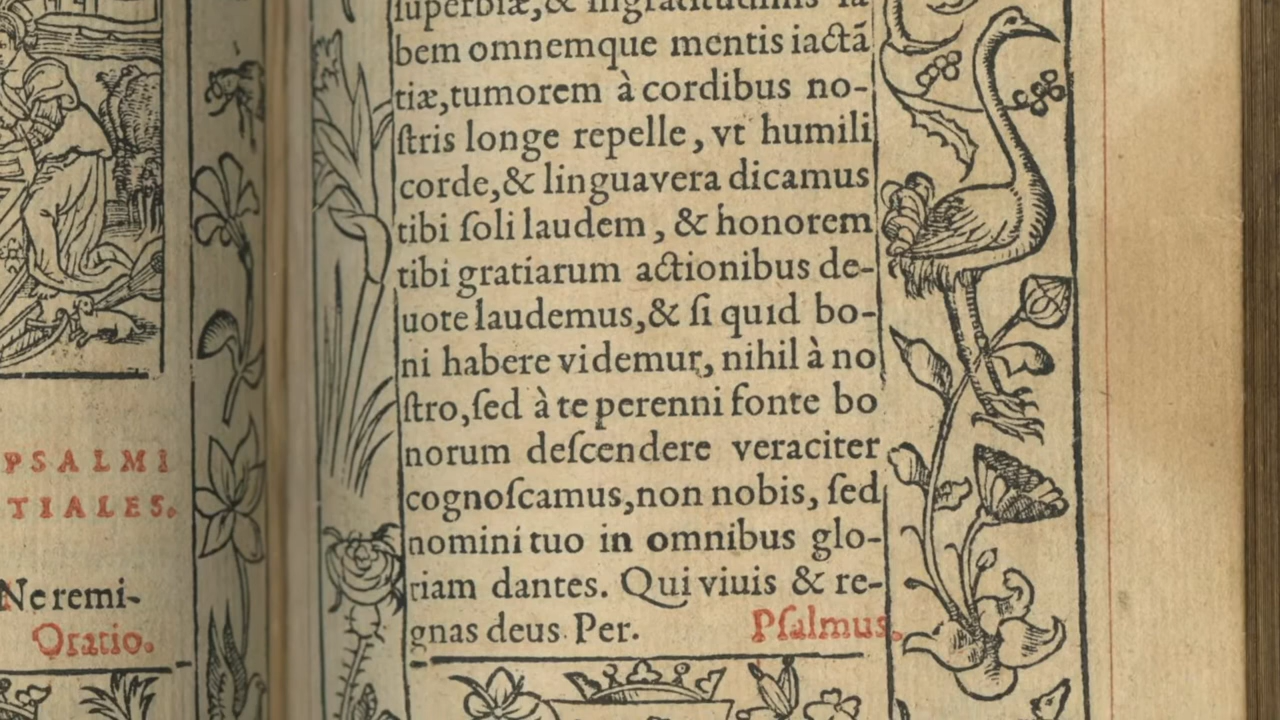 PSALMI
TIALES.
Ne remi-
Oratio.
superbiæ, & ingratitudinis la
bem omnemque mentis iactã
tiæ, tumorem à cordibus no-
ſtris longe repelle, vt humili
corde, & linguavera dicamus
tibi ſoli laudem, & honorem
tibi gratiarum actionibus de-
uote laudemus, & ſi quid bo-
ni habere videmur, nihil à no
ſtro, ſed à te perenni fonte bo
norum deſcendere veraciter
cognoſcamus, non nobis, ſed
nomini tuo in omnibus glo-
riam dantes. Qui viuis & re-
gnas deus. Per. Pſalmus.